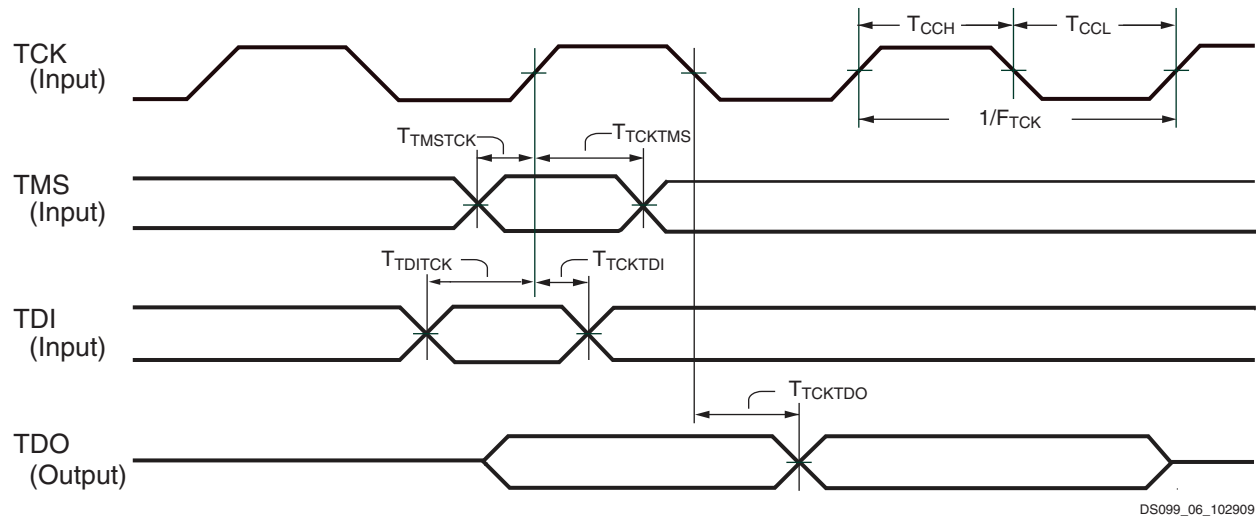 TCK
(Input)
TCCH
TCCL
1/FTCK
TTMSTCK
TTCKTMS
TMS
(Input)
TTDITCK
TTCKTDI
TDI
(Input)
TTCKTDO
TDO
(Output)
DS099_06_102909